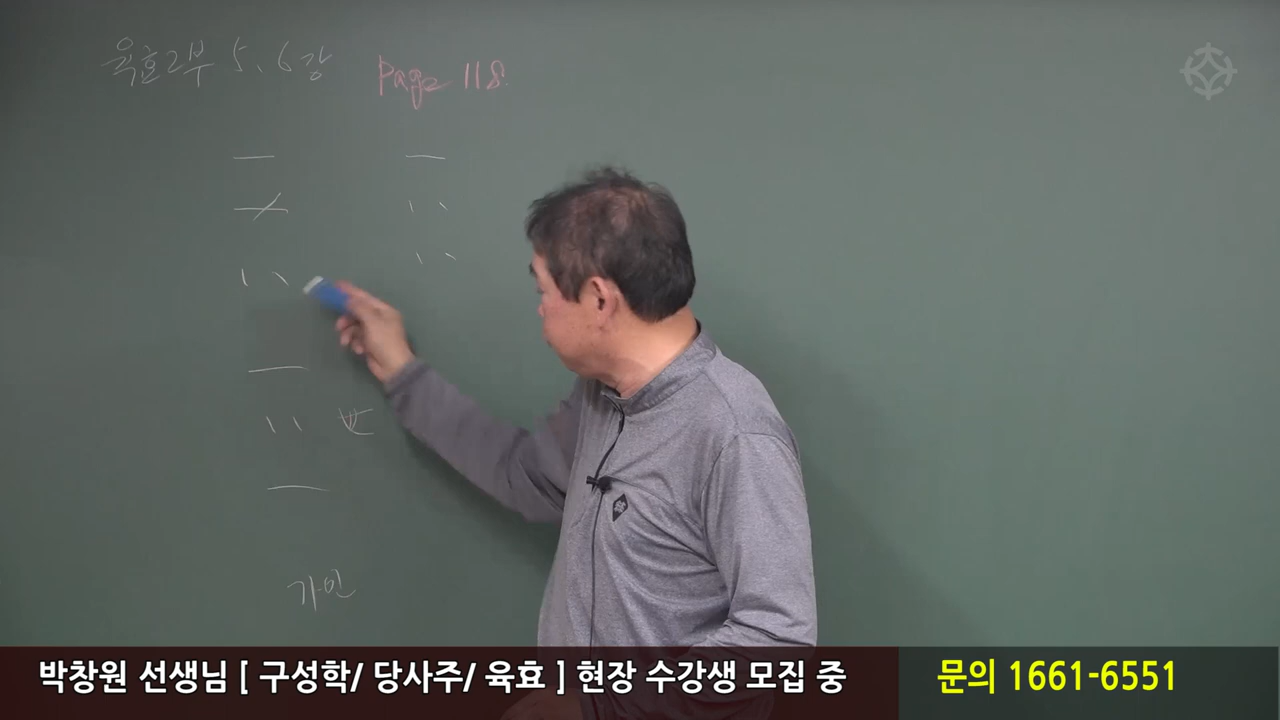 육효2부 5, 6강
Page 118.
世
가인
박창원 선생님 [ 구성학/ 당사주/ 육효 ] 현장 수강생 모집 중
문의 1661-6551